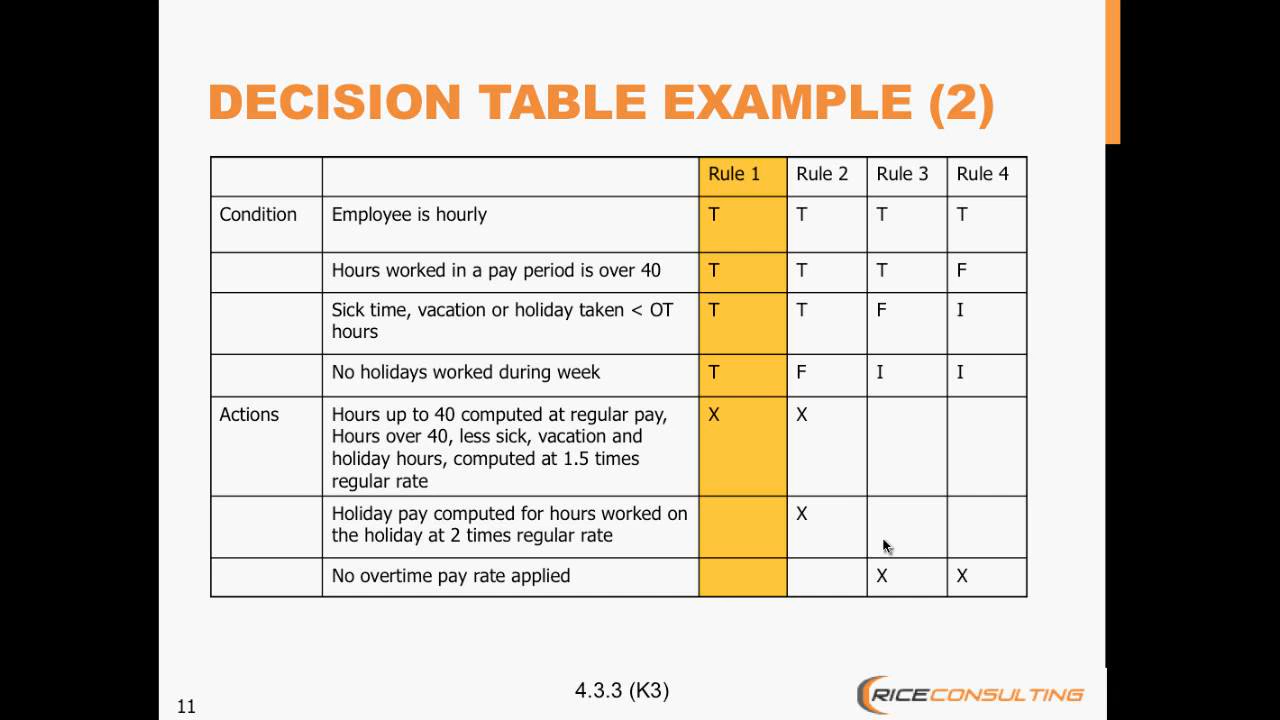 DECISION TABLE EXAMPLE (2)
Rule 1 Rule 2 Rule 3 Rule 4
Condition Employee is hourly T T T T
Hours worked in a pay period is over 40 T T T F
Sick time, vacation or holiday taken < OT T T F I
hours
No holidays worked during week T F I I
Actions Hours up to 40 computed at regular pay, X X
Hours over 40, less sick, vacation and
holiday hours, computed at 1.5 times
regular rate
Holiday pay computed for hours worked on X
the holiday at 2 times regular rate
No overtime pay rate applied X X
4.3.3 (K3)
RICECONSULTING
11